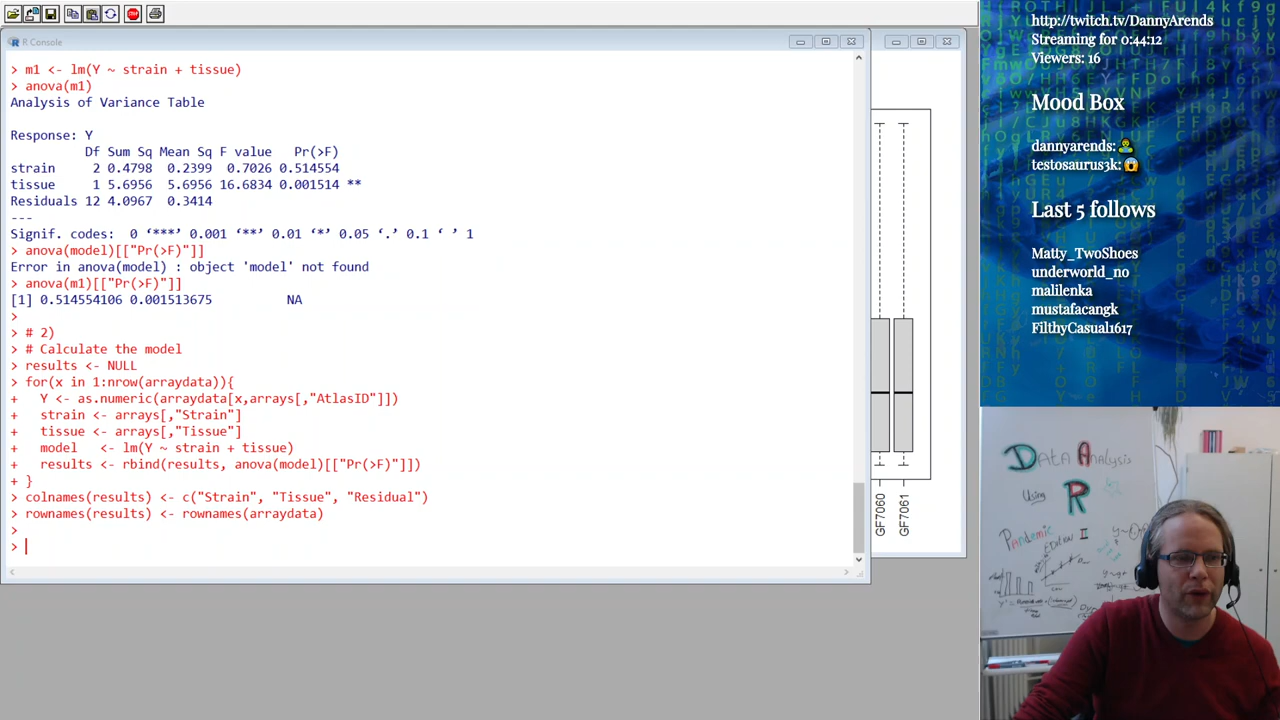 R Console
> m1 <- lm(Y ~ strain + tissue)
> anova(m1)
Analysis of Variance Table
Response: Y
Df Sum Sq Mean Sq F value Pr(>F)
strain 2 0.4798 0.2399 0.7026 0.514554
tissue 1 5.6956 5.6956 16.6834 0.001514 **
Residuals 12 4.0967 0.3414
---
Signif. codes: 0 ‘***’ 0.001 ‘**’ 0.01 ‘*’ 0.05 ‘.’ 0.1 ‘ ’ 1
> anova(model)[["Pr(>F)"]]
Error in anova(model) : object 'model' not found
> anova(m1)[["Pr(>F)"]]
[1] 0.514554106 0.001513675 NA
>
> # 2)
> # Calculate the model
> results <- NULL
> for(x in 1:nrow(arraydata)){
+ Y <- as.numeric(arraydata[x,arrays[,"AtlasID"]])
+ strain <- arrays[,"Strain"]
+ tissue <- arrays[,"Tissue"]
+ model <- lm(Y ~ strain + tissue)
+ results <- rbind(results, anova(model)[["Pr(>F)"]])
+ }
> colnames(results) <- c("Strain", "Tissue", "Residual")
> rownames(results) <- rownames(arraydata)
>
>
GF7060
GF7061
http://twitch.tv/DannyArends
Streaming for 0:44:12
Viewers: 16
Mood Box
dannyarends:
testosaurus3k:
Last 5 follows
Matty_TwoShoes
underworld_no
malilenka
mustafacangk
FilthyCasual1617
STOP
Data Analysis
Using
R
Pandemic
Edition II